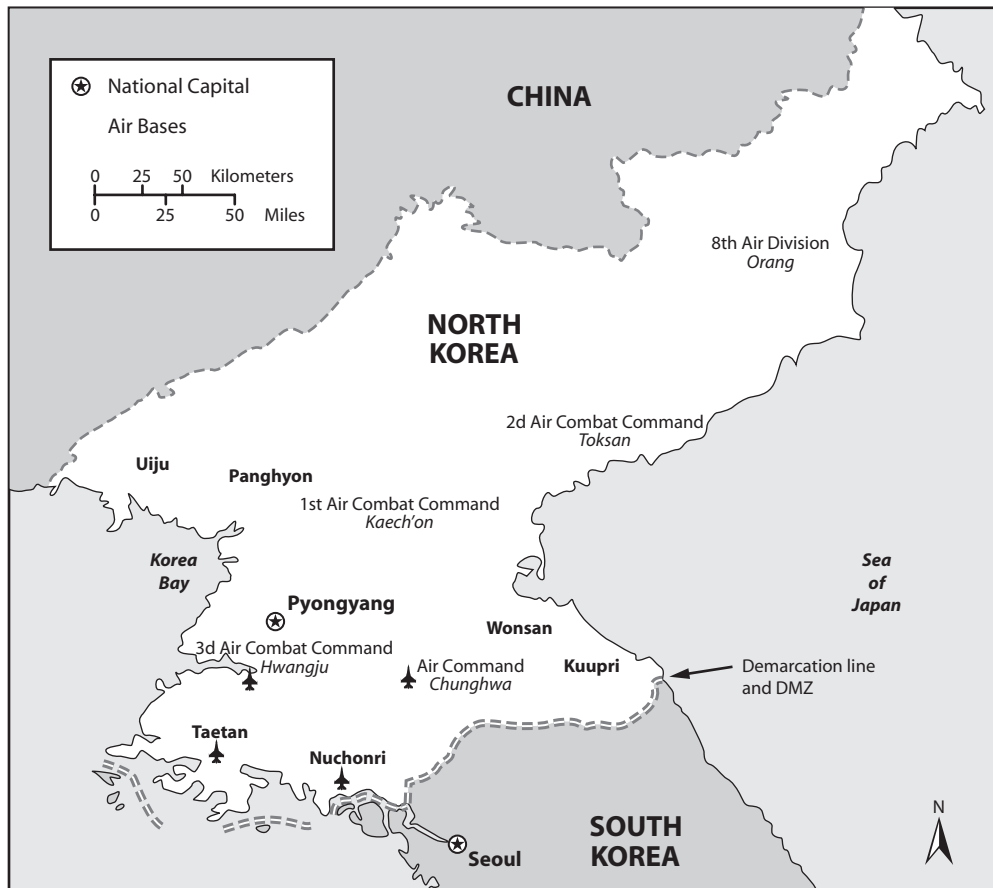 National Capital
Air Bases
0 25 50 Kilometers
0 25 50 Miles
CHINA
8th Air Division
Orang
NORTH
KOREA
2d Air Combat Command
Toksan
Uiju
Panghyon
1st Air Combat Command
Kaech'on
Korea
Bay
Sea
of
Japan
Pyongyang
Wonsan
3d Air Combat Command
Hwangju
Air Command
Chunghwa
Kuupri
Demarcation line
and DMZ
Taetan
Nuchonri
N
SOUTH
KOREA
Seoul